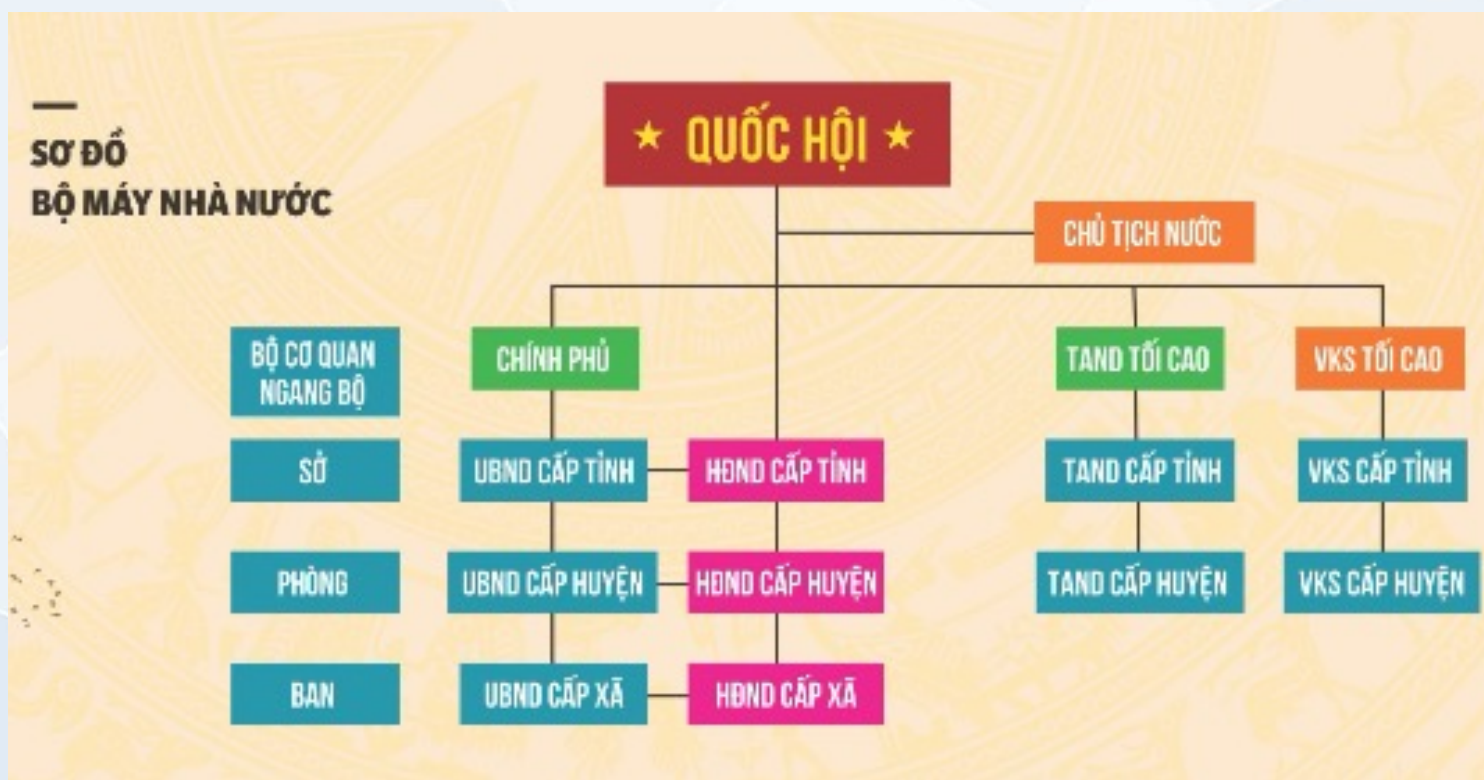 SƠ ĐỒ
BỘ MÁY NHÀ NƯỚC
QUỐC HỘI
CHỦ TỊCH NƯỚC
BỘ CƠ QUAN
NGANG BỘ
CHÍNH PHỦ
TAND TỐI CAO
VKS TỐI CAO
SỞ
UBND CẤP TỈNH
HĐND CẤP TỈNH
TAND CẤP TỈNH
VKS CẤP TỈNH
PHÒNG
UBND CẤP HUYỆN
HĐND CẤP HUYỆN
TAND CẤP HUYỆN
VKS CẤP HUYỆN
BAN
UBND CẤP XÃ
HĐND CẤP XÃ